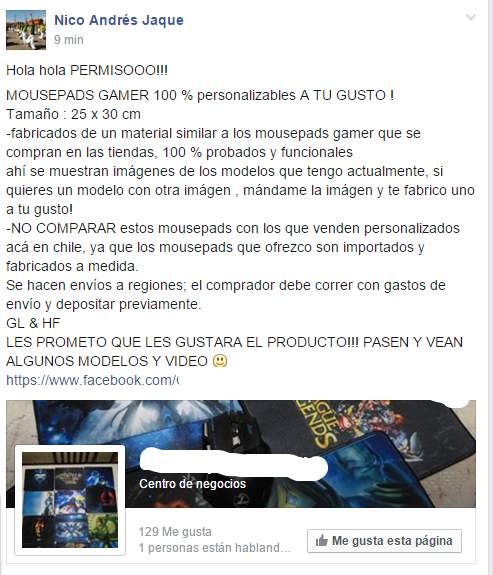 Nico Andrés Jaque
9 min
Hola hola PERMISOOO!!!
MOUSEPADS GAMER 100 % personalizables A TU GUSTO !
Tamaño : 25 x 30 cm
-fabricados de un material similar a los mousepads gamer que se
compran en las tiendas, 100 % probados y funcionales
ahí se muestran imágenes de los modelos que tengo actualmente, si
quieres un modelo con otra imágen , mándame la imágen y te fabrico uno
a tu gusto!
-NO COMPARAR estos mousepads con los que venden personalizados
acá en chile, ya que los mousepads que ofrezco son importados y
fabricados a medida.
Se hacen envíos a regiones; el comprador debe correr con gastos de
envío y depositar previamente.
GL & HF
LES PROMETO QUE LES GUSTARA EL PRODUCTO!!! PASEN Y VEAN
ALGUNOS MODELOS Y VIDEO
https://www.facebook.com/
LEGENDS
Centro de negocios
129 Me gusta
1 personas están habland...
Me gusta esta página